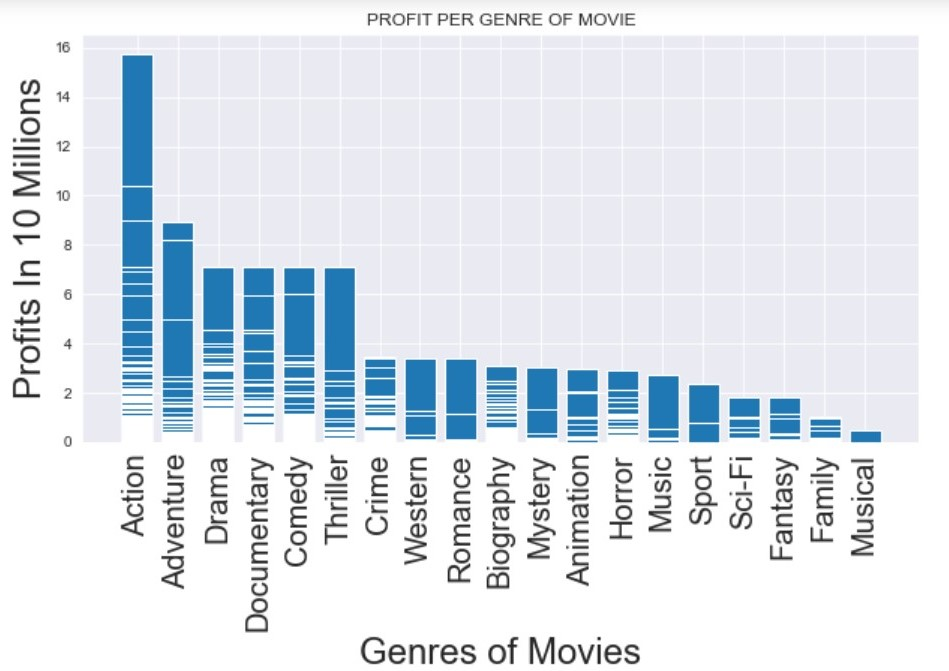 PROFIT PER GENRE OF MOVIE
Profits In 10 Millions
16
14
12
10
8
6
4
2
0
Action
Adventure
Drama
Documentary
Comedy
Thriller
Crime
Western
Romance
Biography
Mystery
Animation
Horror
Music
Sport
Sci-Fi
Fantasy
Family
Musical
Genres of Movies